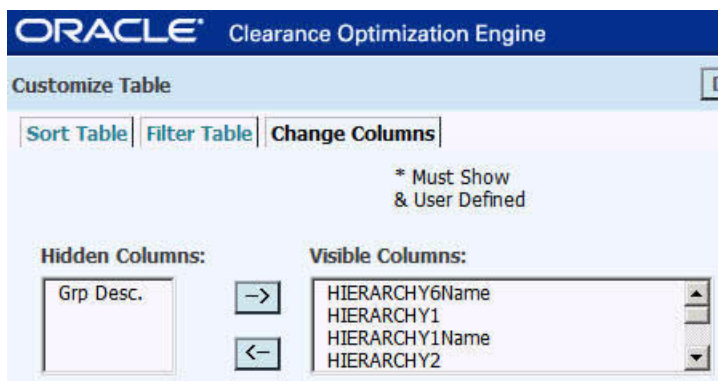 ORACLE Clearance Optimization Engine
Customize Table
Sort Table Filter Table Change Columns
* Must Show
& User Defined
Hidden Columns: Visible Columns:
Grp Desc. --> HIERARCHY6Name
HIERARCHY1
HIERARCHY1Name
<-- HIERARCHY2